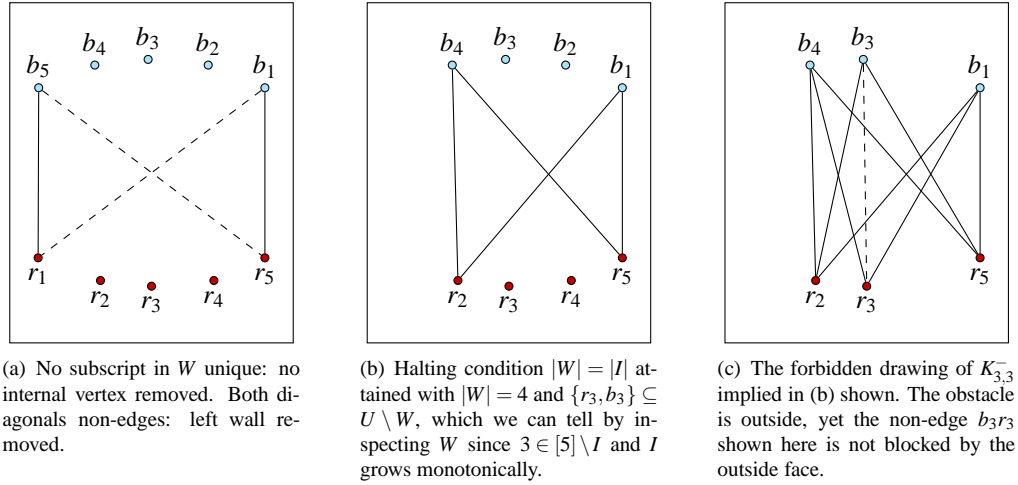 b₄ b₃ b₂
b₅ b₁
r₁ r₅
r₂ r₃ r₄
(a) No subscript in W unique: no
internal vertex removed. Both di-
agonals non-edges: left wall re-
moved.
b₄ b₃ b₂
b₁
r₅
r₂ r₃ r₄
(b) Halting condition |W| = |I| at-
tained with |W| = 4 and {r₃,b₃} ⊆
U \ W, which we can tell by in-
specting W since 3 ∈ [5] \ I and I
grows monotonically.
b₄ b₃
b₁
r₅
r₂ r₃
(c) The forbidden drawing of K⁻₃,₃
implied in (b) shown. The obstacle
is outside, yet the non-edge b₃r₃
shown here is not blocked by the
outside face.